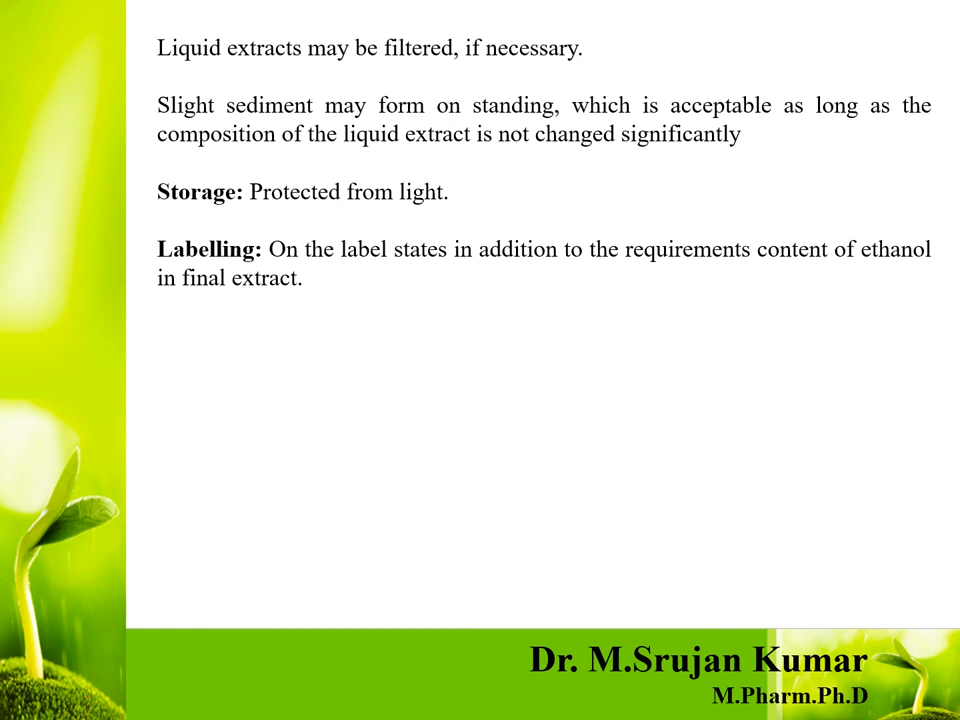 Liquid extracts may be filtered, if necessary.
Slight sediment may form on standing, which is acceptable as long as the
composition of the liquid extract is not changed significantly
Storage: Protected from light.
Labelling: On the label states in addition to the requirements content of ethanol
in final extract.
Dr. M.Srujan Kumar
M.Pharm.Ph.D